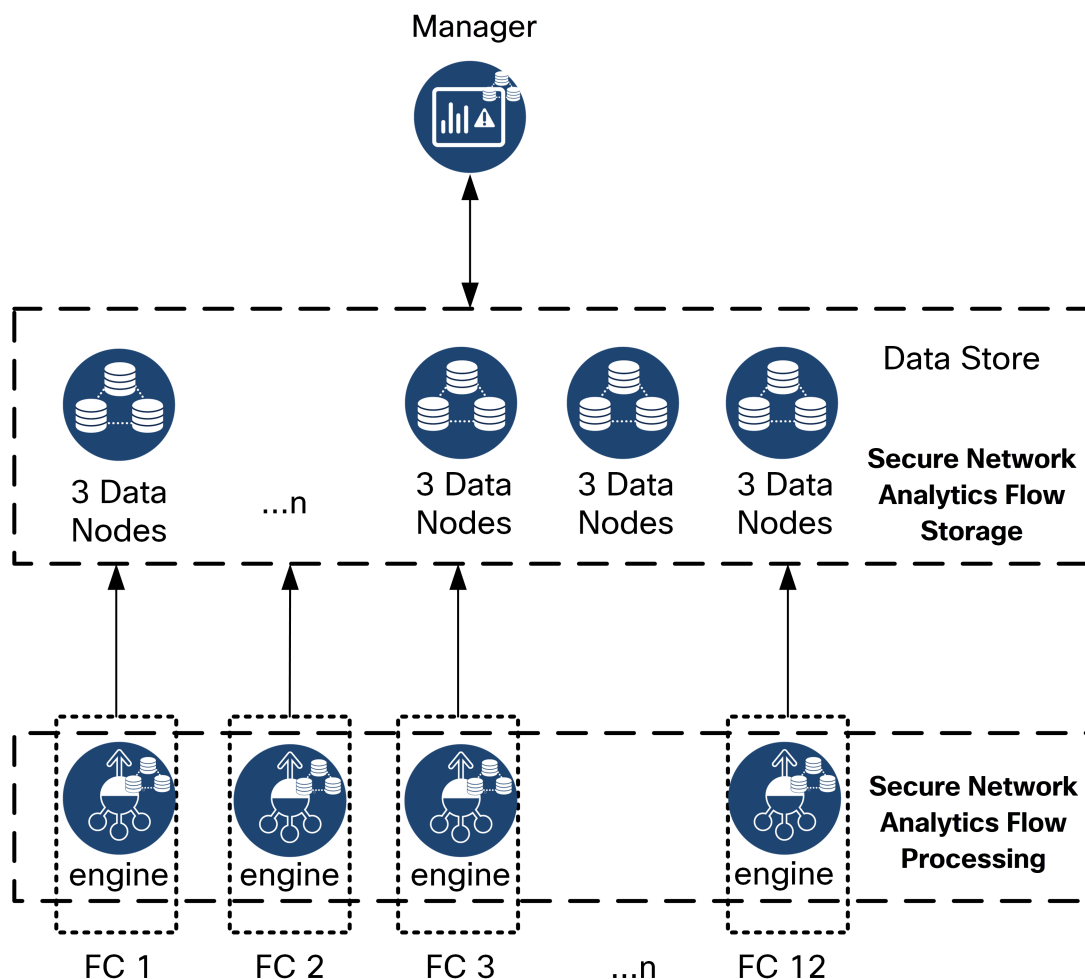 Manager
Data Store
3 Data
Nodes
...n
3 Data
Nodes
3 Data
Nodes
3 Data
Nodes
Secure Network
Analytics Flow
Storage
engine
engine
engine
engine
Secure Network
Analytics Flow
Processing
FC 1
FC 2
FC 3
...n
FC 12